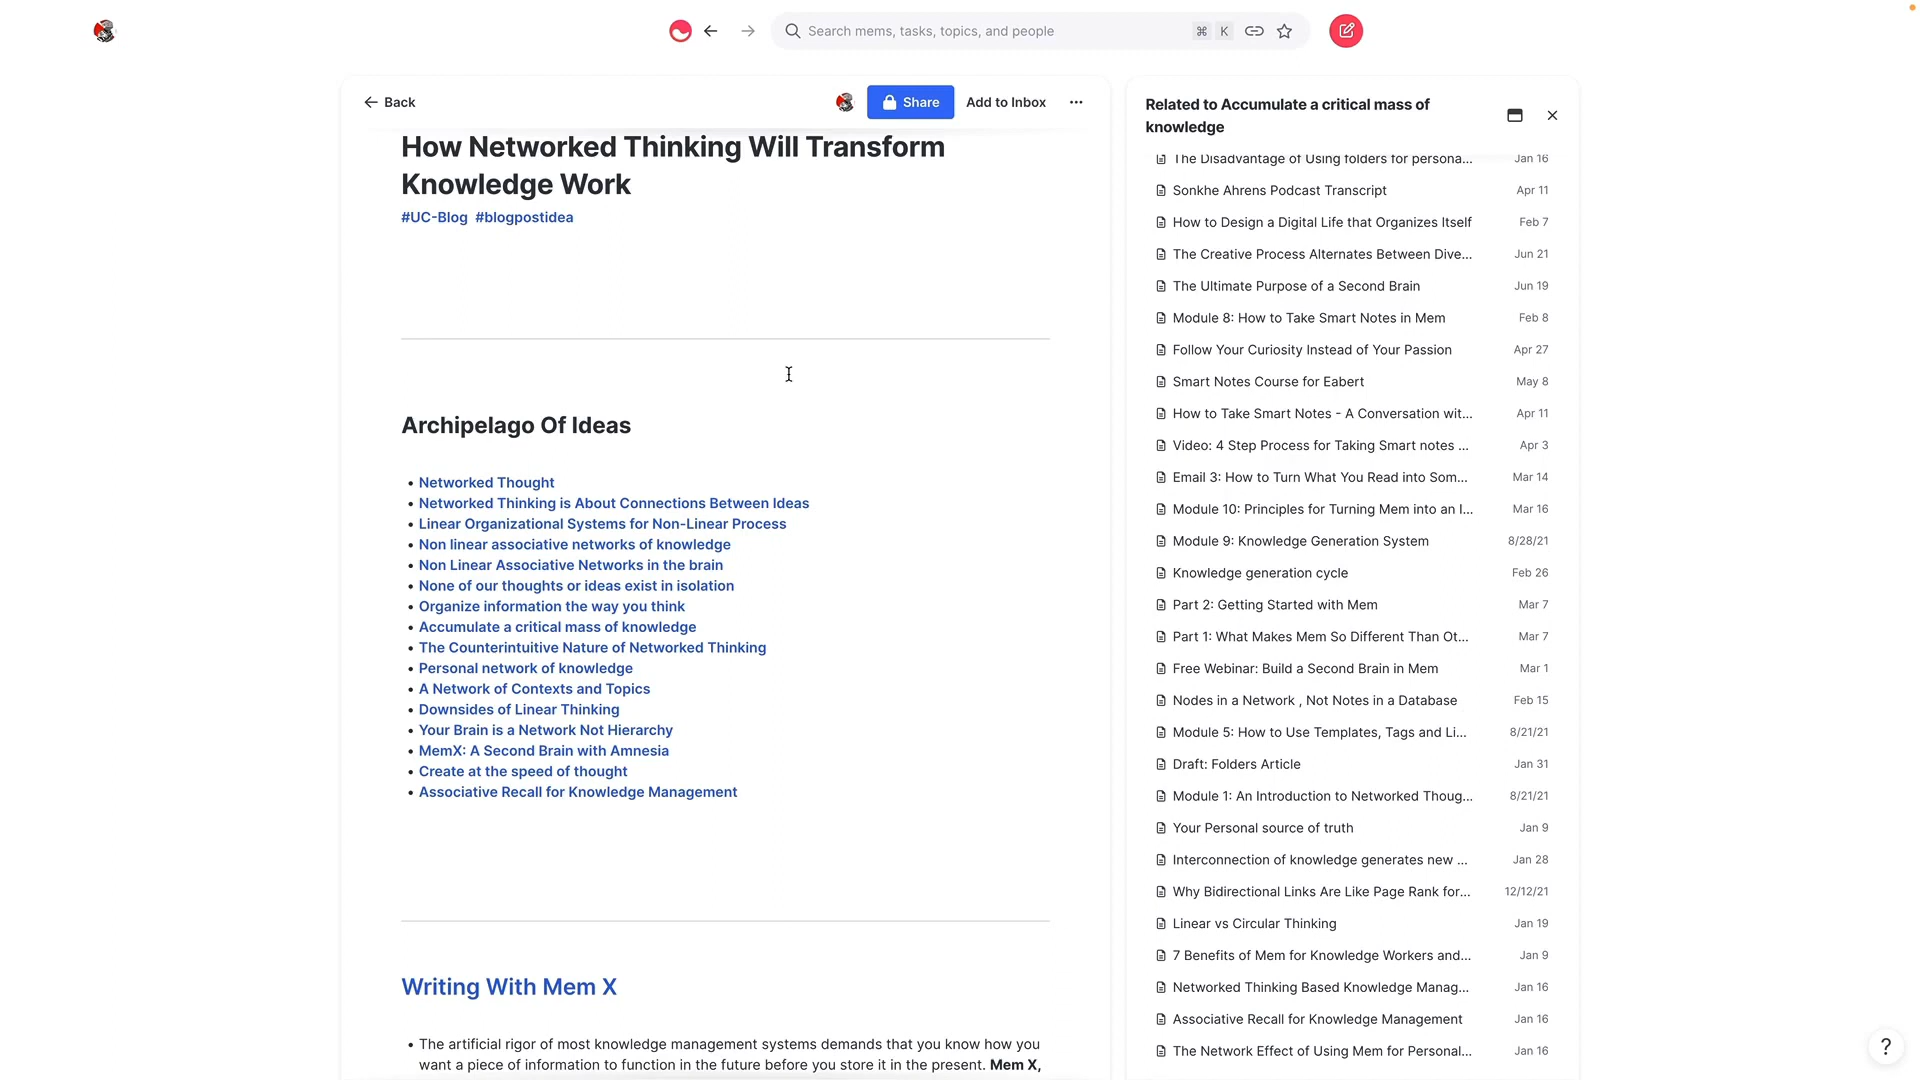 Search mems, tasks, topics, and people
⌘ K
Back
Share
Add to Inbox
How Networked Thinking Will Transform
Knowledge Work
#UC-Blog #blogpostidea
Archipelago Of Ideas
• Networked Thought
• Networked Thinking is About Connections Between Ideas
• Linear Organizational Systems for Non-Linear Process
• Non linear associative networks of knowledge
• Non Linear Associative Networks in the brain
• None of our thoughts or ideas exist in isolation
• Organize information the way you think
• Accumulate a critical mass of knowledge
• The Counterintuitive Nature of Networked Thinking
• Personal network of knowledge
• A Network of Contexts and Topics
• Downsides of Linear Thinking
• Your Brain is a Network Not Hierarchy
• MemX: A Second Brain with Amnesia
• Create at the speed of thought
• Associative Recall for Knowledge Management
Writing With Mem X
• The artificial rigor of most knowledge management systems demands that you know how you
want a piece of information to function in the future before you store it in the present. Mem X,
Related to Accumulate a critical mass of
knowledge
The Disadvantage of Using folders for persona... Jan 16
Sonkhe Ahrens Podcast Transcript Apr 11
How to Design a Digital Life that Organizes Itself Feb 7
The Creative Process Alternates Between Dive... Jun 21
The Ultimate Purpose of a Second Brain Jun 19
Module 8: How to Take Smart Notes in Mem Feb 8
Follow Your Curiosity Instead of Your Passion Apr 27
Smart Notes Course for Eabert May 8
How to Take Smart Notes - A Conversation wit... Apr 11
Video: 4 Step Process for Taking Smart notes ... Apr 3
Email 3: How to Turn What You Read into Som... Mar 14
Module 10: Principles for Turning Mem into an I... Mar 16
Module 9: Knowledge Generation System 8/28/21
Knowledge generation cycle Feb 26
Part 2: Getting Started with Mem Mar 7
Part 1: What Makes Mem So Different Than Ot... Mar 7
Free Webinar: Build a Second Brain in Mem Mar 1
Nodes in a Network , Not Notes in a Database Feb 15
Module 5: How to Use Templates, Tags and Li... 8/21/21
Draft: Folders Article Jan 31
Module 1: An Introduction to Networked Thoug... 8/21/21
Your Personal source of truth Jan 9
Interconnection of knowledge generates new ... Jan 28
Why Bidirectional Links Are Like Page Rank for... 12/12/21
Linear vs Circular Thinking Jan 19
7 Benefits of Mem for Knowledge Workers and... Jan 9
Networked Thinking Based Knowledge Manag... Jan 16
Associative Recall for Knowledge Management Jan 16
The Network Effect of Using Mem for Personal... Jan 16
?